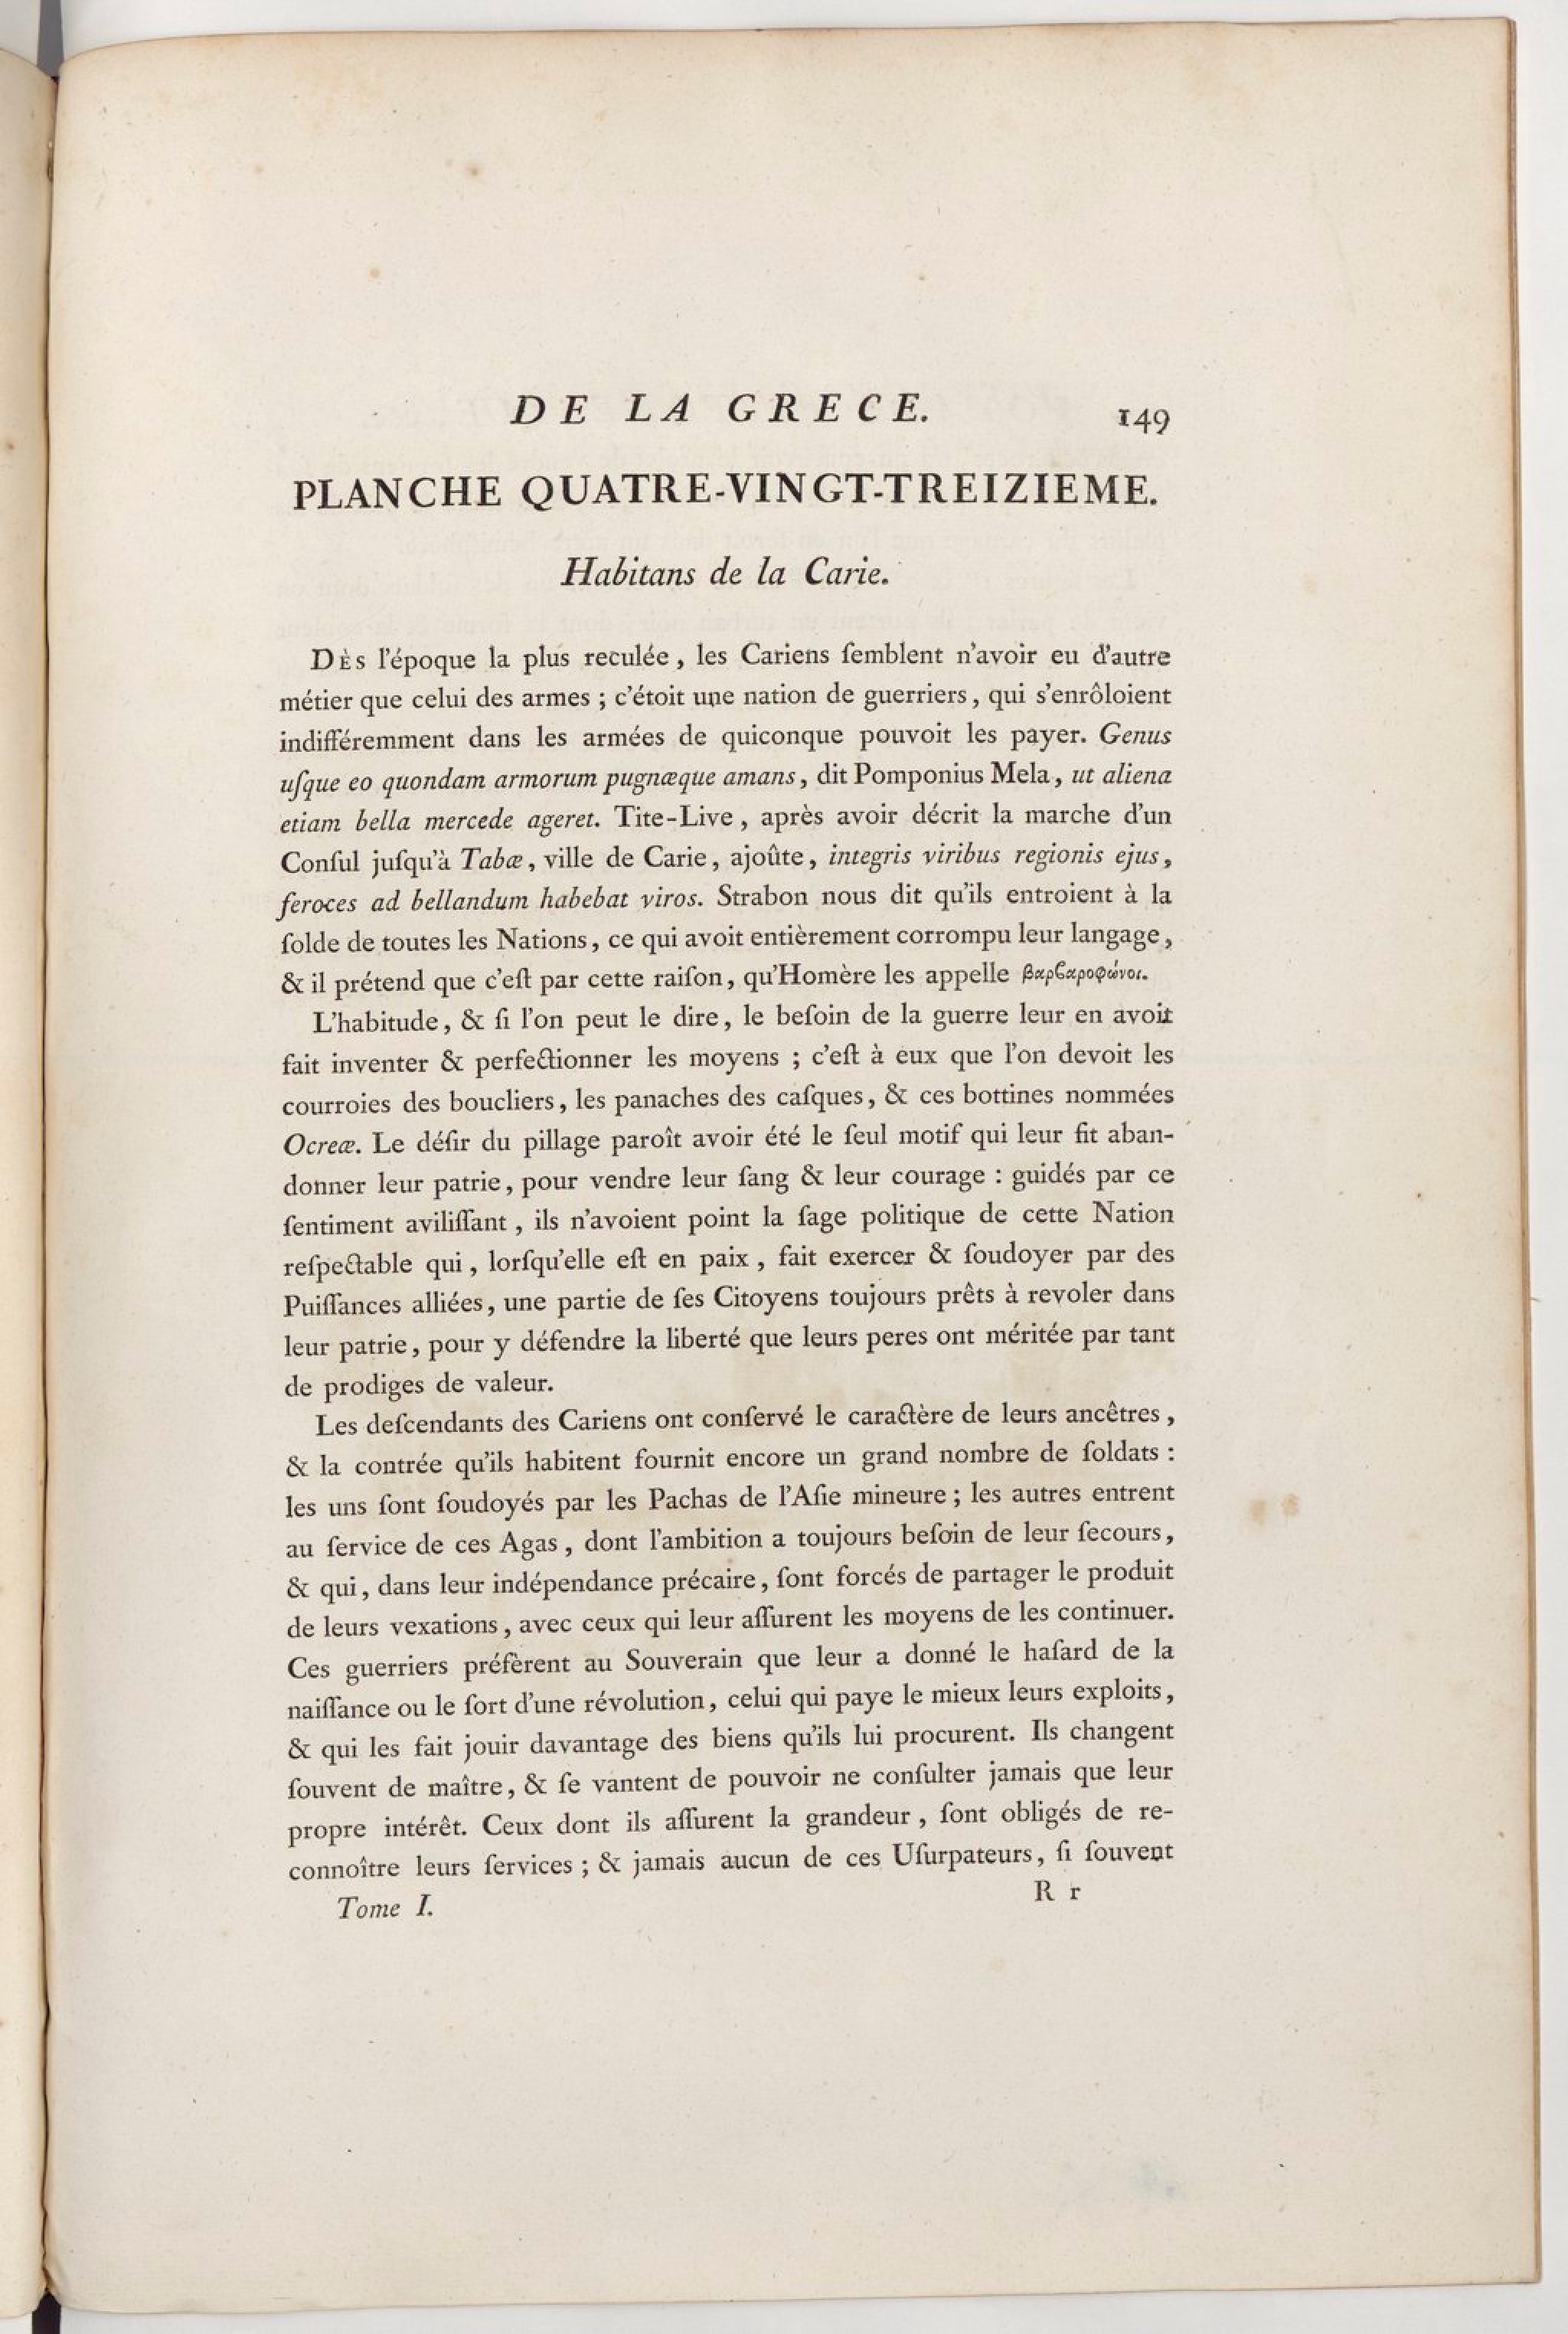 DE LA GRECE. 149
PLANCHE QUATRE-VINGT-TREIZIEME.
Habitans de la Carie.
DÈS l'époque la plus reculée, les Cariens ſemblent n'avoir eu d'autre
métier que celui des armes ; c'étoit une nation de guerriers, qui s'enrôloient
indifféremment dans les armées de quiconque pouvoit les payer. Genus
uſque eo quondam armorum pugnæque amans, dit Pomponius Mela, ut aliena
etiam bella mercede ageret. Tite-Live, après avoir décrit la marche d'un
Conſul juſqu'à Tabæ, ville de Carie, ajoûte, integris viribus regionis ejus,
feroces ad bellandum habebat viros. Strabon nous dit qu'ils entroient à la
ſolde de toutes les Nations, ce qui avoit entièrement corrompu leur langage,
& il prétend que c'eſt par cette raiſon, qu'Homère les appelle βαρϐαροφώνοι.
L'habitude, & ſi l'on peut le dire, le beſoin de la guerre leur en avoit
fait inventer & perfectionner les moyens ; c'eſt à eux que l'on devoit les
courroies des boucliers, les panaches des caſques, & ces bottines nommées
Ocreæ. Le déſir du pillage paroît avoir été le ſeul motif qui leur fit aban-
donner leur patrie, pour vendre leur ſang & leur courage : guidés par ce
ſentiment aviliſſant, ils n'avoient point la ſage politique de cette Nation
reſpectable qui, lorſqu'elle eſt en paix, fait exercer & ſoudoyer par des
Puiſſances alliées, une partie de ſes Citoyens toujours prêts à revoler dans
leur patrie, pour y défendre la liberté que leurs peres ont méritée par tant
de prodiges de valeur.
Les deſcendants des Cariens ont conſervé le caractère de leurs ancêtres,
& la contrée qu'ils habitent fournit encore un grand nombre de ſoldats :
les uns ſont ſoudoyés par les Pachas de l'Aſie mineure ; les autres entrent
au ſervice de ces Agas, dont l'ambition a toujours beſoin de leur ſecours,
& qui, dans leur indépendance précaire, ſont forcés de partager le produit
de leurs vexations, avec ceux qui leur aſſurent les moyens de les continuer.
Ces guerriers préfèrent au Souverain que leur a donné le haſard de la
naiſſance ou le ſort d'une révolution, celui qui paye le mieux leurs exploits,
& qui les fait jouir davantage des biens qu'ils lui procurent. Ils changent
ſouvent de maître, & ſe vantent de pouvoir ne conſulter jamais que leur
propre intérêt. Ceux dont ils aſſurent la grandeur, ſont obligés de re-
connoître leurs ſervices ; & jamais aucun de ces Uſurpateurs, ſi ſouvent
Tome I. R r